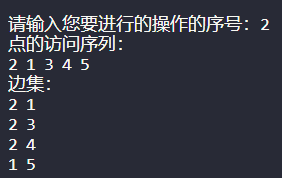 请输入您要进行的操作的序号：2
点的访问序列：
2 1 3 4 5
边集：
2 1
2 3
2 4
1 5